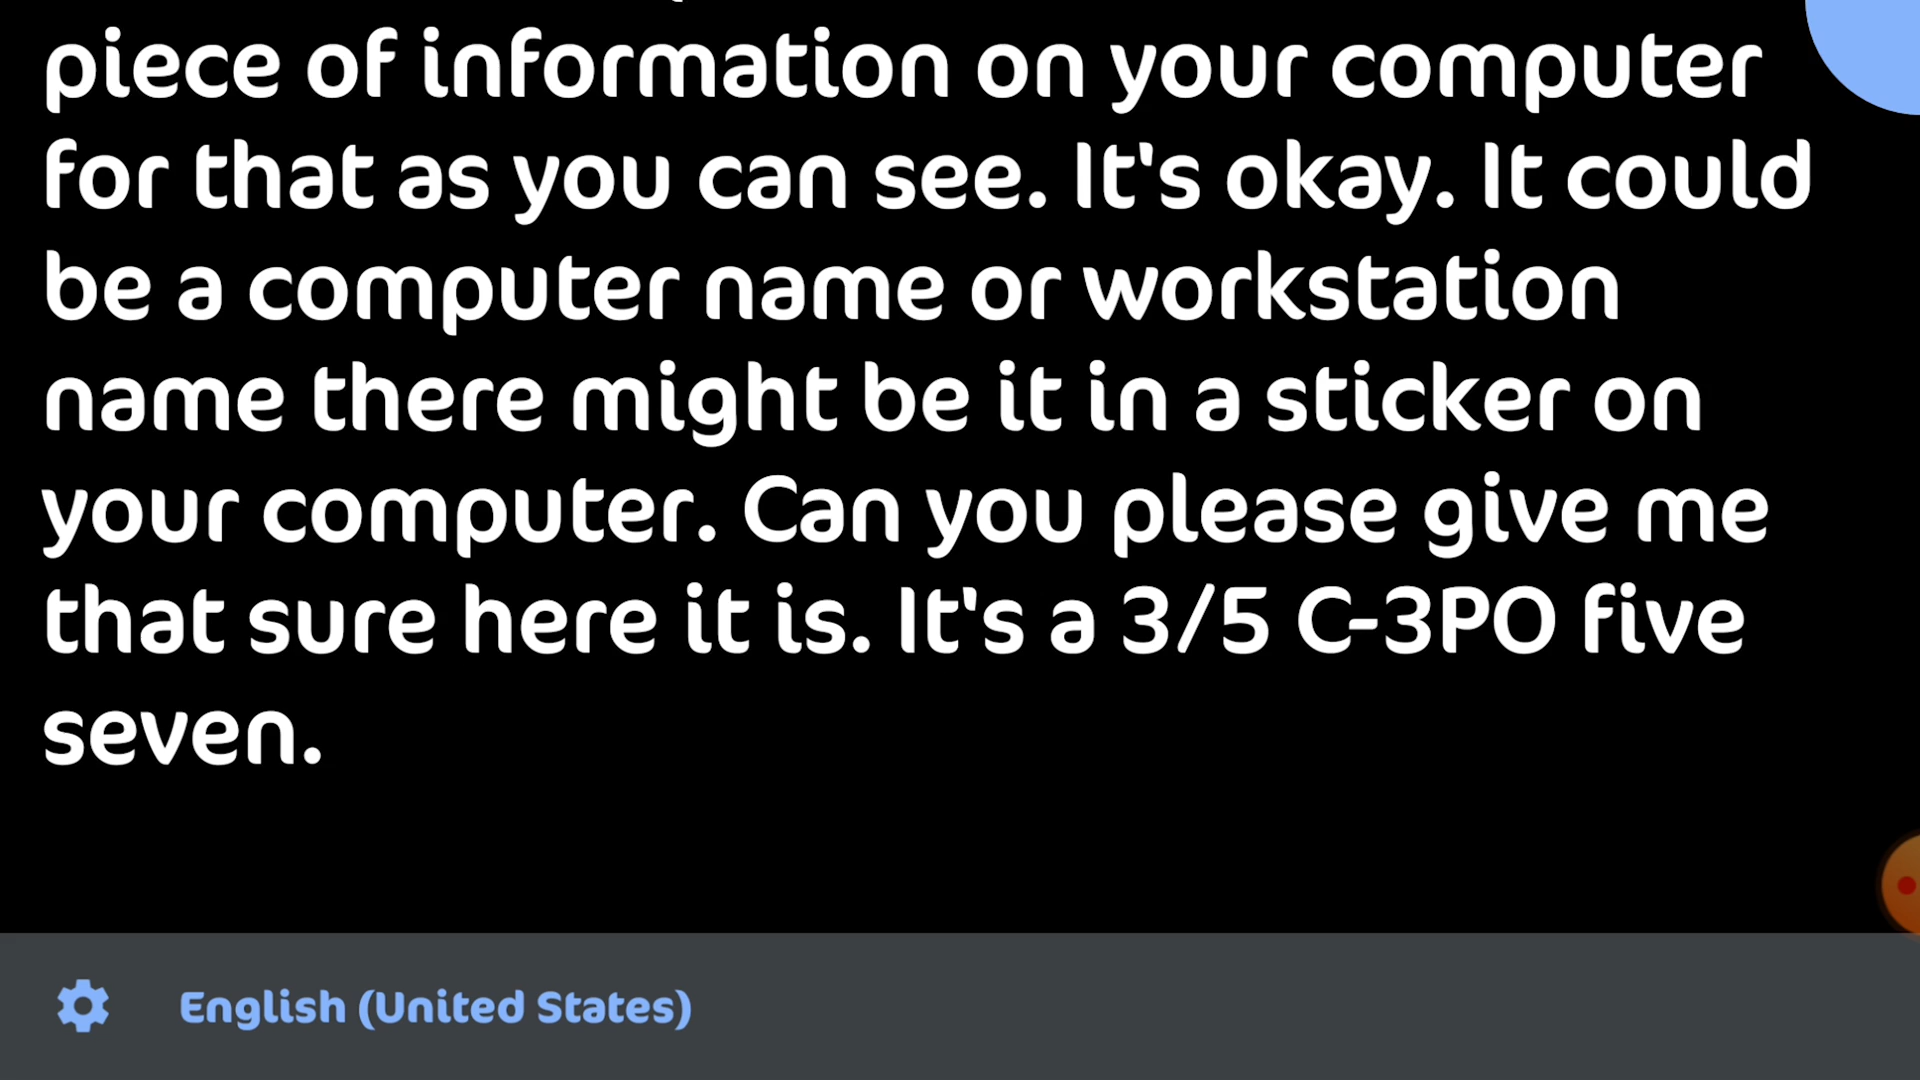 piece of information on your computer
for that as you can see. It's okay. It could
be a computer name or workstation
name there might be it in a sticker on
your computer. Can you please give me
that sure here it is. It's a 3/5 C-3PO five
seven.
English (United States)